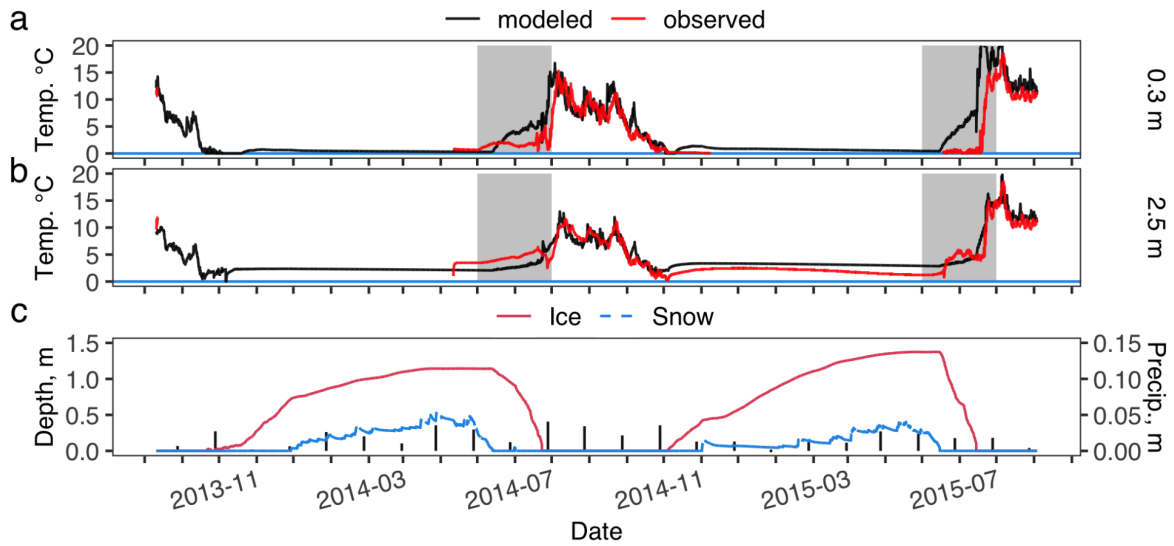 a
modeled observed
Temp. °C
20
15
10
5
0
0.3 m
b
Temp. °C
20
15
10
5
0
2.5 m
c
Ice Snow
Depth, m
1.5
1.0
0.5
0.0
0.15
0.10
0.05
0.00
Precip, m
2013-11 2014-03 2014-07 2014-11 2015-03 2015-07
Date